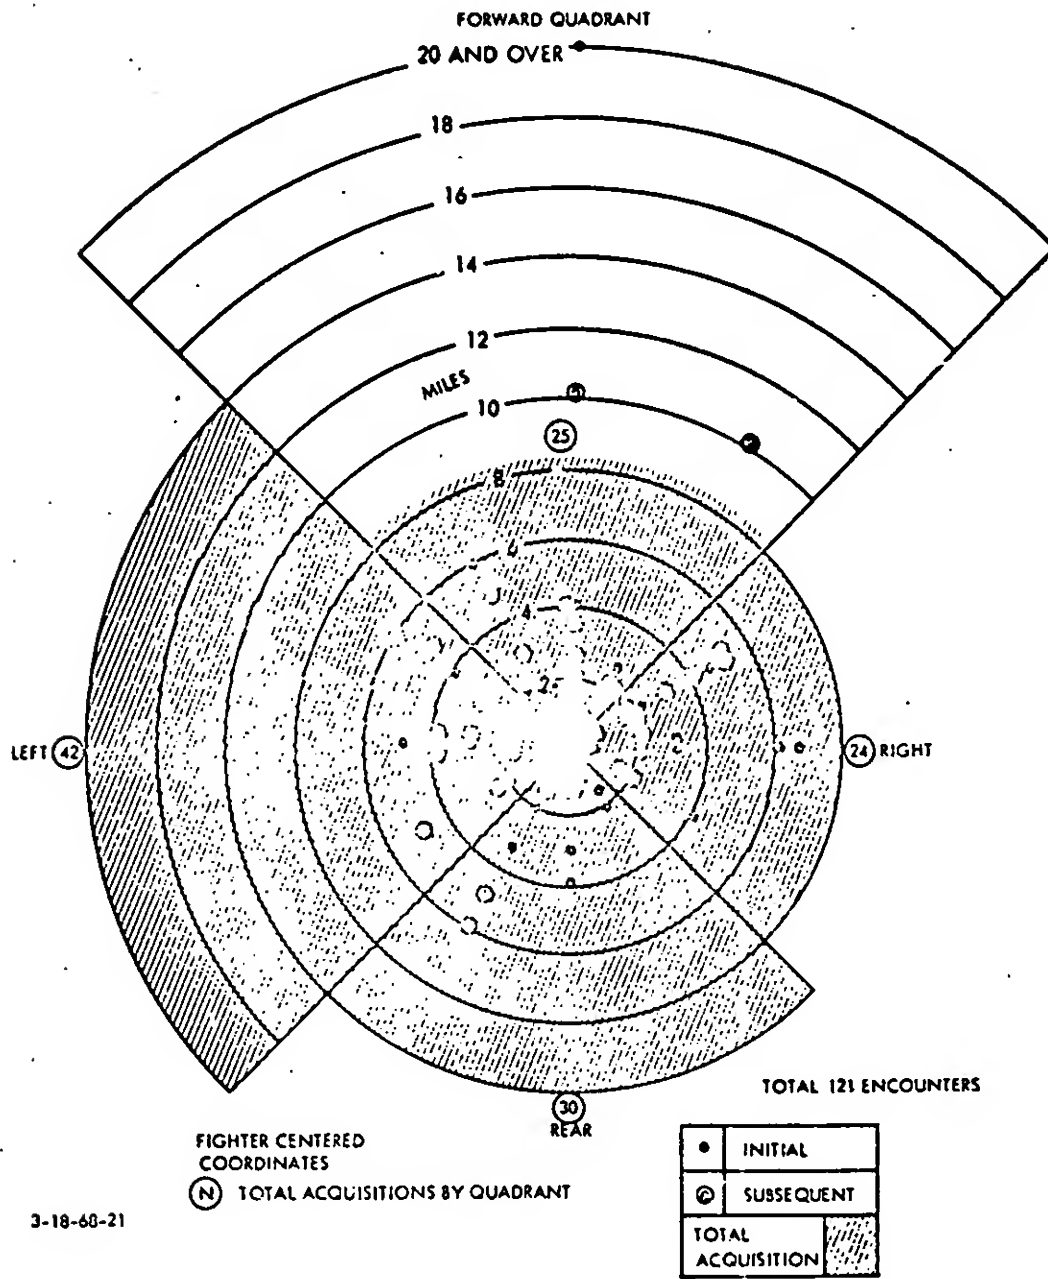 FORWARD QUADRANT
20 AND OVER
18
16
14
12
MILES
10
25
8
6
4
2
LEFT 42
24 RIGHT
30
REAR
TOTAL 121 ENCOUNTERS
FIGHTER CENTERED
COORDINATES
N TOTAL ACQUISITIONS BY QUADRANT
INITIAL
SUBSEQUENT
TOTAL
ACQUISITION
3-18-68-21